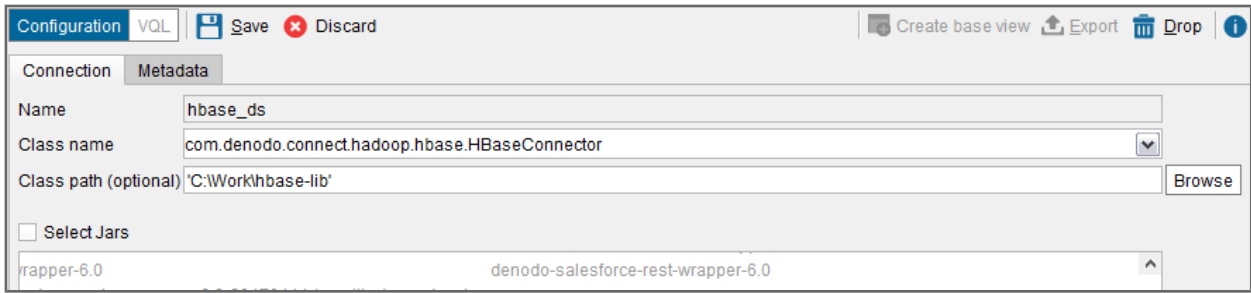 Configuration VQL Save Discard Create base view Export Drop
Connection Metadata
Name hbase_ds
Class name com.denodo.connect.hadoop.hbase.HBaseConnector
Class path (optional) 'C:\Work\hbase-lib' Browse
Select Jars
rapper-6.0 denodo-salesforce-rest-wrapper-6.0